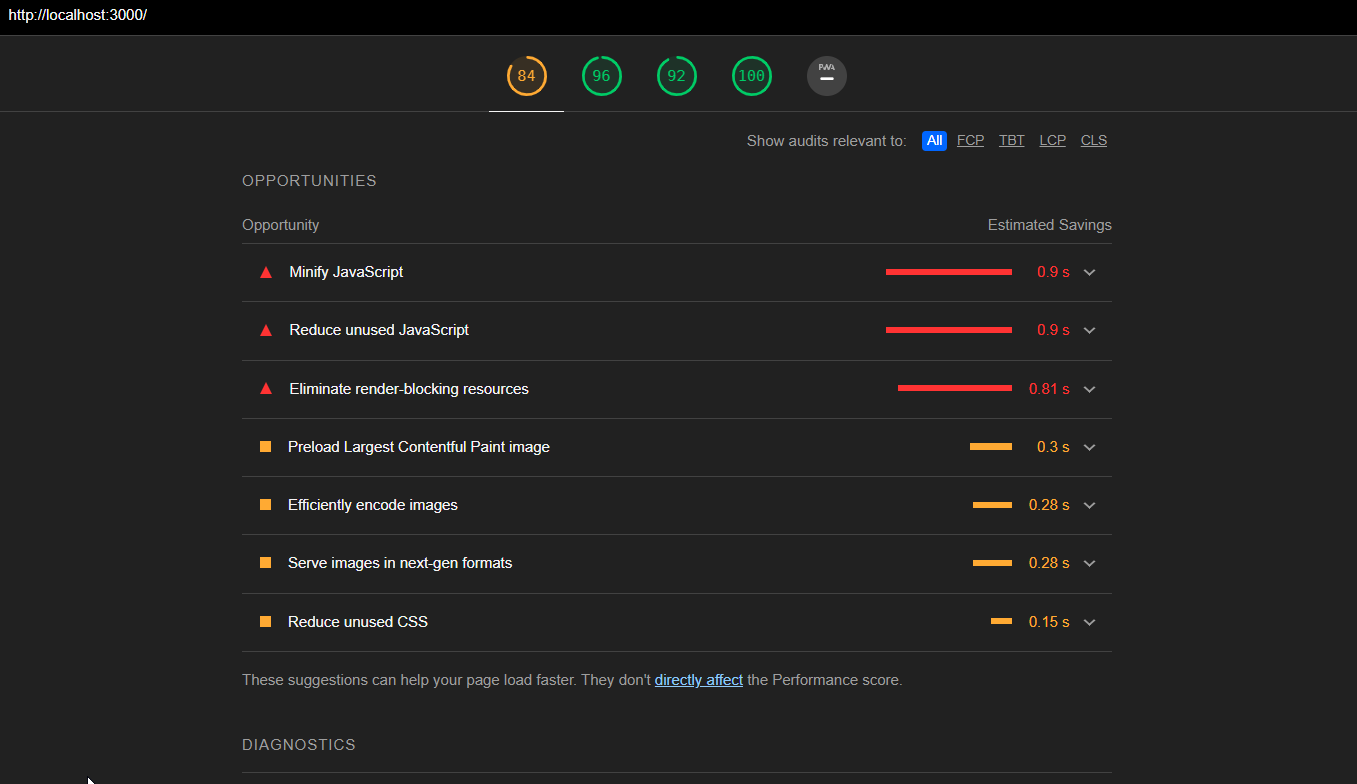 http://localhost:3000/
84 96 92 100 PWA
Show audits relevant to: All FCP TBT LCP CLS
OPPORTUNITIES
Opportunity Estimated Savings
Minify JavaScript 0.9 s
Reduce unused JavaScript 0.9 s
Eliminate render-blocking resources 0.81 s
Preload Largest Contentful Paint image 0.3 s
Efficiently encode images 0.28 s
Serve images in next-gen formats 0.28 s
Reduce unused CSS 0.15 s
These suggestions can help your page load faster. They don't directly affect the Performance score.
DIAGNOSTICS